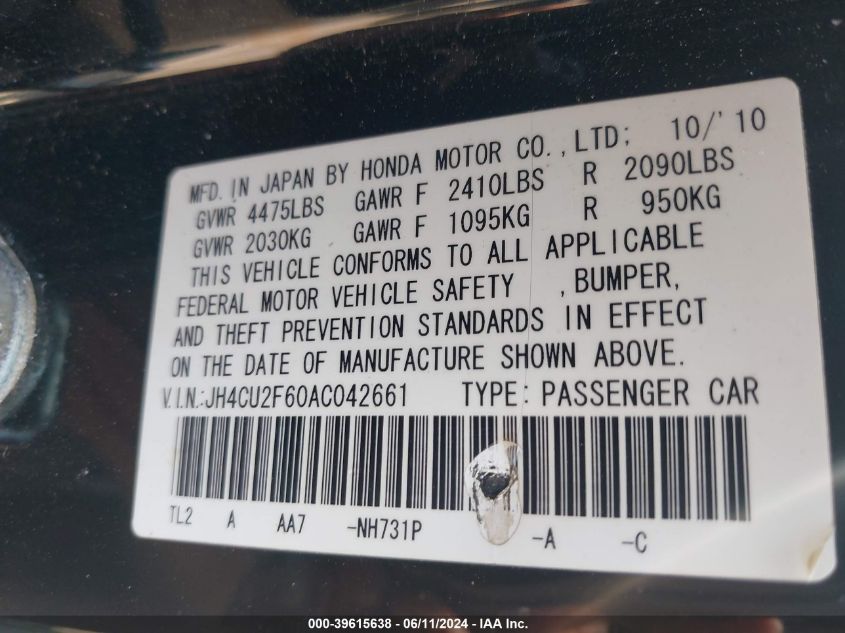 MFD. IN JAPAN BY HONDA MOTOR CO., LTD; 10/'10
GVWR 4475LBS GAWR F 2410LBS R 2090LBS
GVWR 2030KG GAWR F 1095KG R 950KG
THIS VEHICLE CONFORMS TO ALL APPLICABLE
FEDERAL MOTOR VEHICLE SAFETY , BUMPER,
AND THEFT PREVENTION STANDARDS IN EFFECT
ON THE DATE OF MANUFACTURE SHOWN ABOVE.
V.I.N.:JH4CU2F60AC042661 TYPE: PASSENGER CAR
TL2 A AA7 -NH731P -A -C
000-39615638 - 06/11/2024 - IAA Inc.